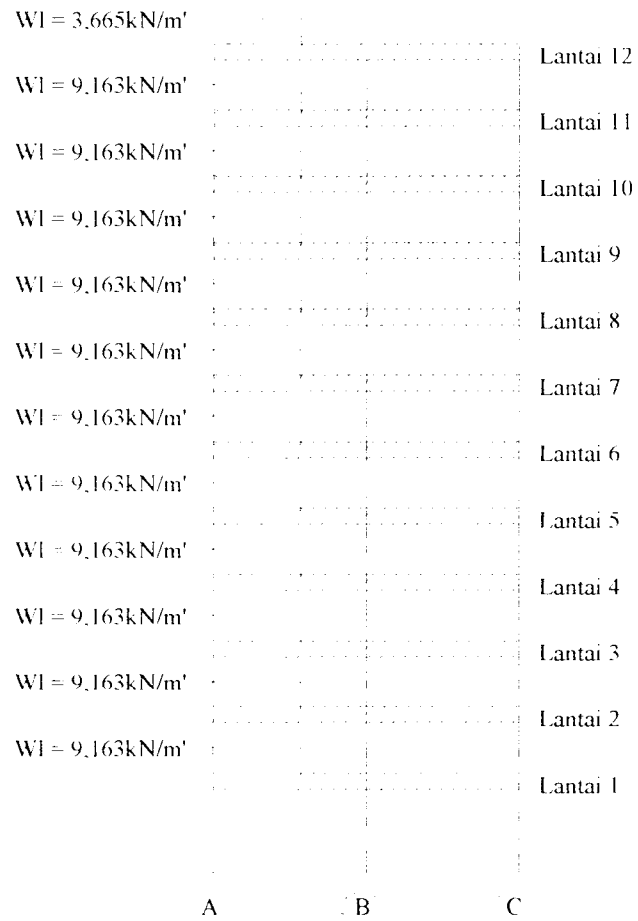 Wl = 3,665kN/m'
Lantai 12
Wl = 9,163kN/m'
Lantai 11
Wl = 9,163kN/m'
Lantai 10
Wl = 9,163kN/m'
Lantai 9
Wl = 9,163kN/m'
Lantai 8
Wl = 9,163kN/m'
Lantai 7
Wl = 9,163kN/m'
Lantai 6
Wl = 9,163kN/m'
Lantai 5
Wl = 9,163kN/m'
Lantai 4
Wl = 9,163kN/m'
Lantai 3
Wl = 9,163kN/m'
Lantai 2
Wl = 9,163kN/m'
Lantai 1
A B C